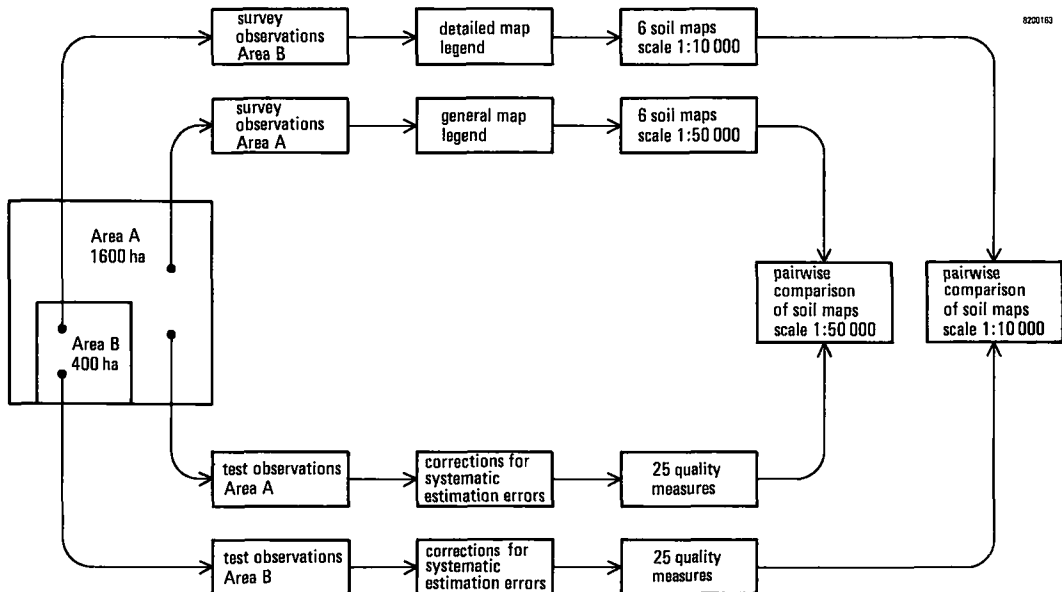 8200163
survey
observations
Area B
detailed map
legend
6 soil maps
scale 1:10 000
survey
observations
Area A
general map
legend
6 soil maps
scale 1:50 000
Area A
1600 ha
Area B
400 ha
pairwise
comparison
of soil maps
scale 1:50 000
pairwise
comparison
of soil maps
scale 1:10 000
test observations
Area A
corrections for
systematic
estimation errors
25 quality
measures
test observations
Area B
corrections for
systematic
estimation errors
25 quality
measures